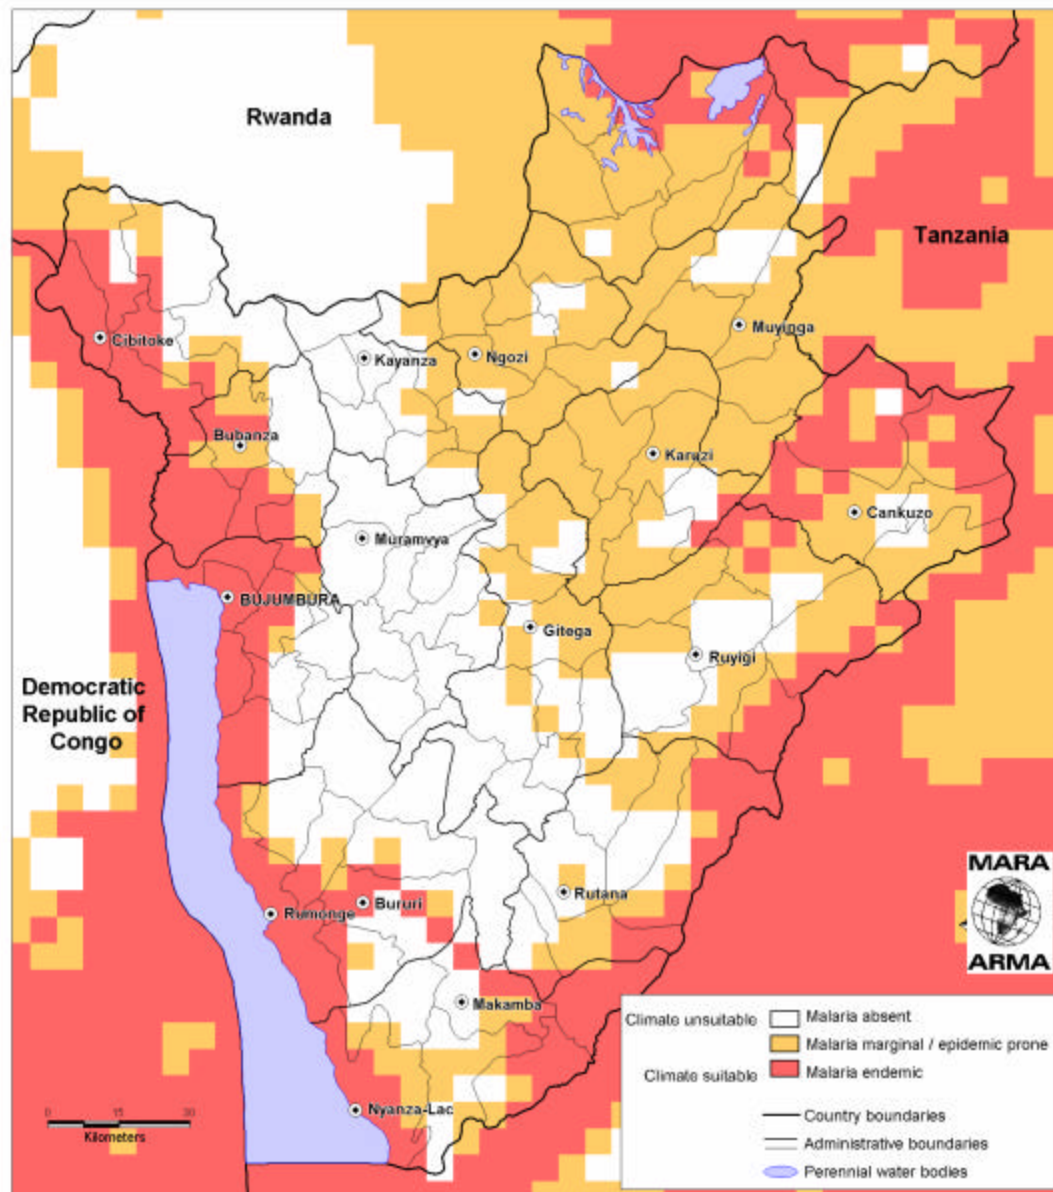 Rwanda
Tanzania
Cibitoke
Kayanza
Ngozi
Muyinga
Bubanza
Karuzi
Cankuzo
Muramvya
BUJUMBURA
Gitega
Ruyigi
Democratic
Republic of
Congo
Rutana
Bururi
Rumonge
Makamba
Nyanza-Lac
MARA
ARMA
Climate unsuitable
Malaria absent
Malaria marginal / epidemic prone
Climate suitable
Malaria endemic
Country boundaries
Administrative boundaries
Perennial water bodies
0 15 30
Kilometers